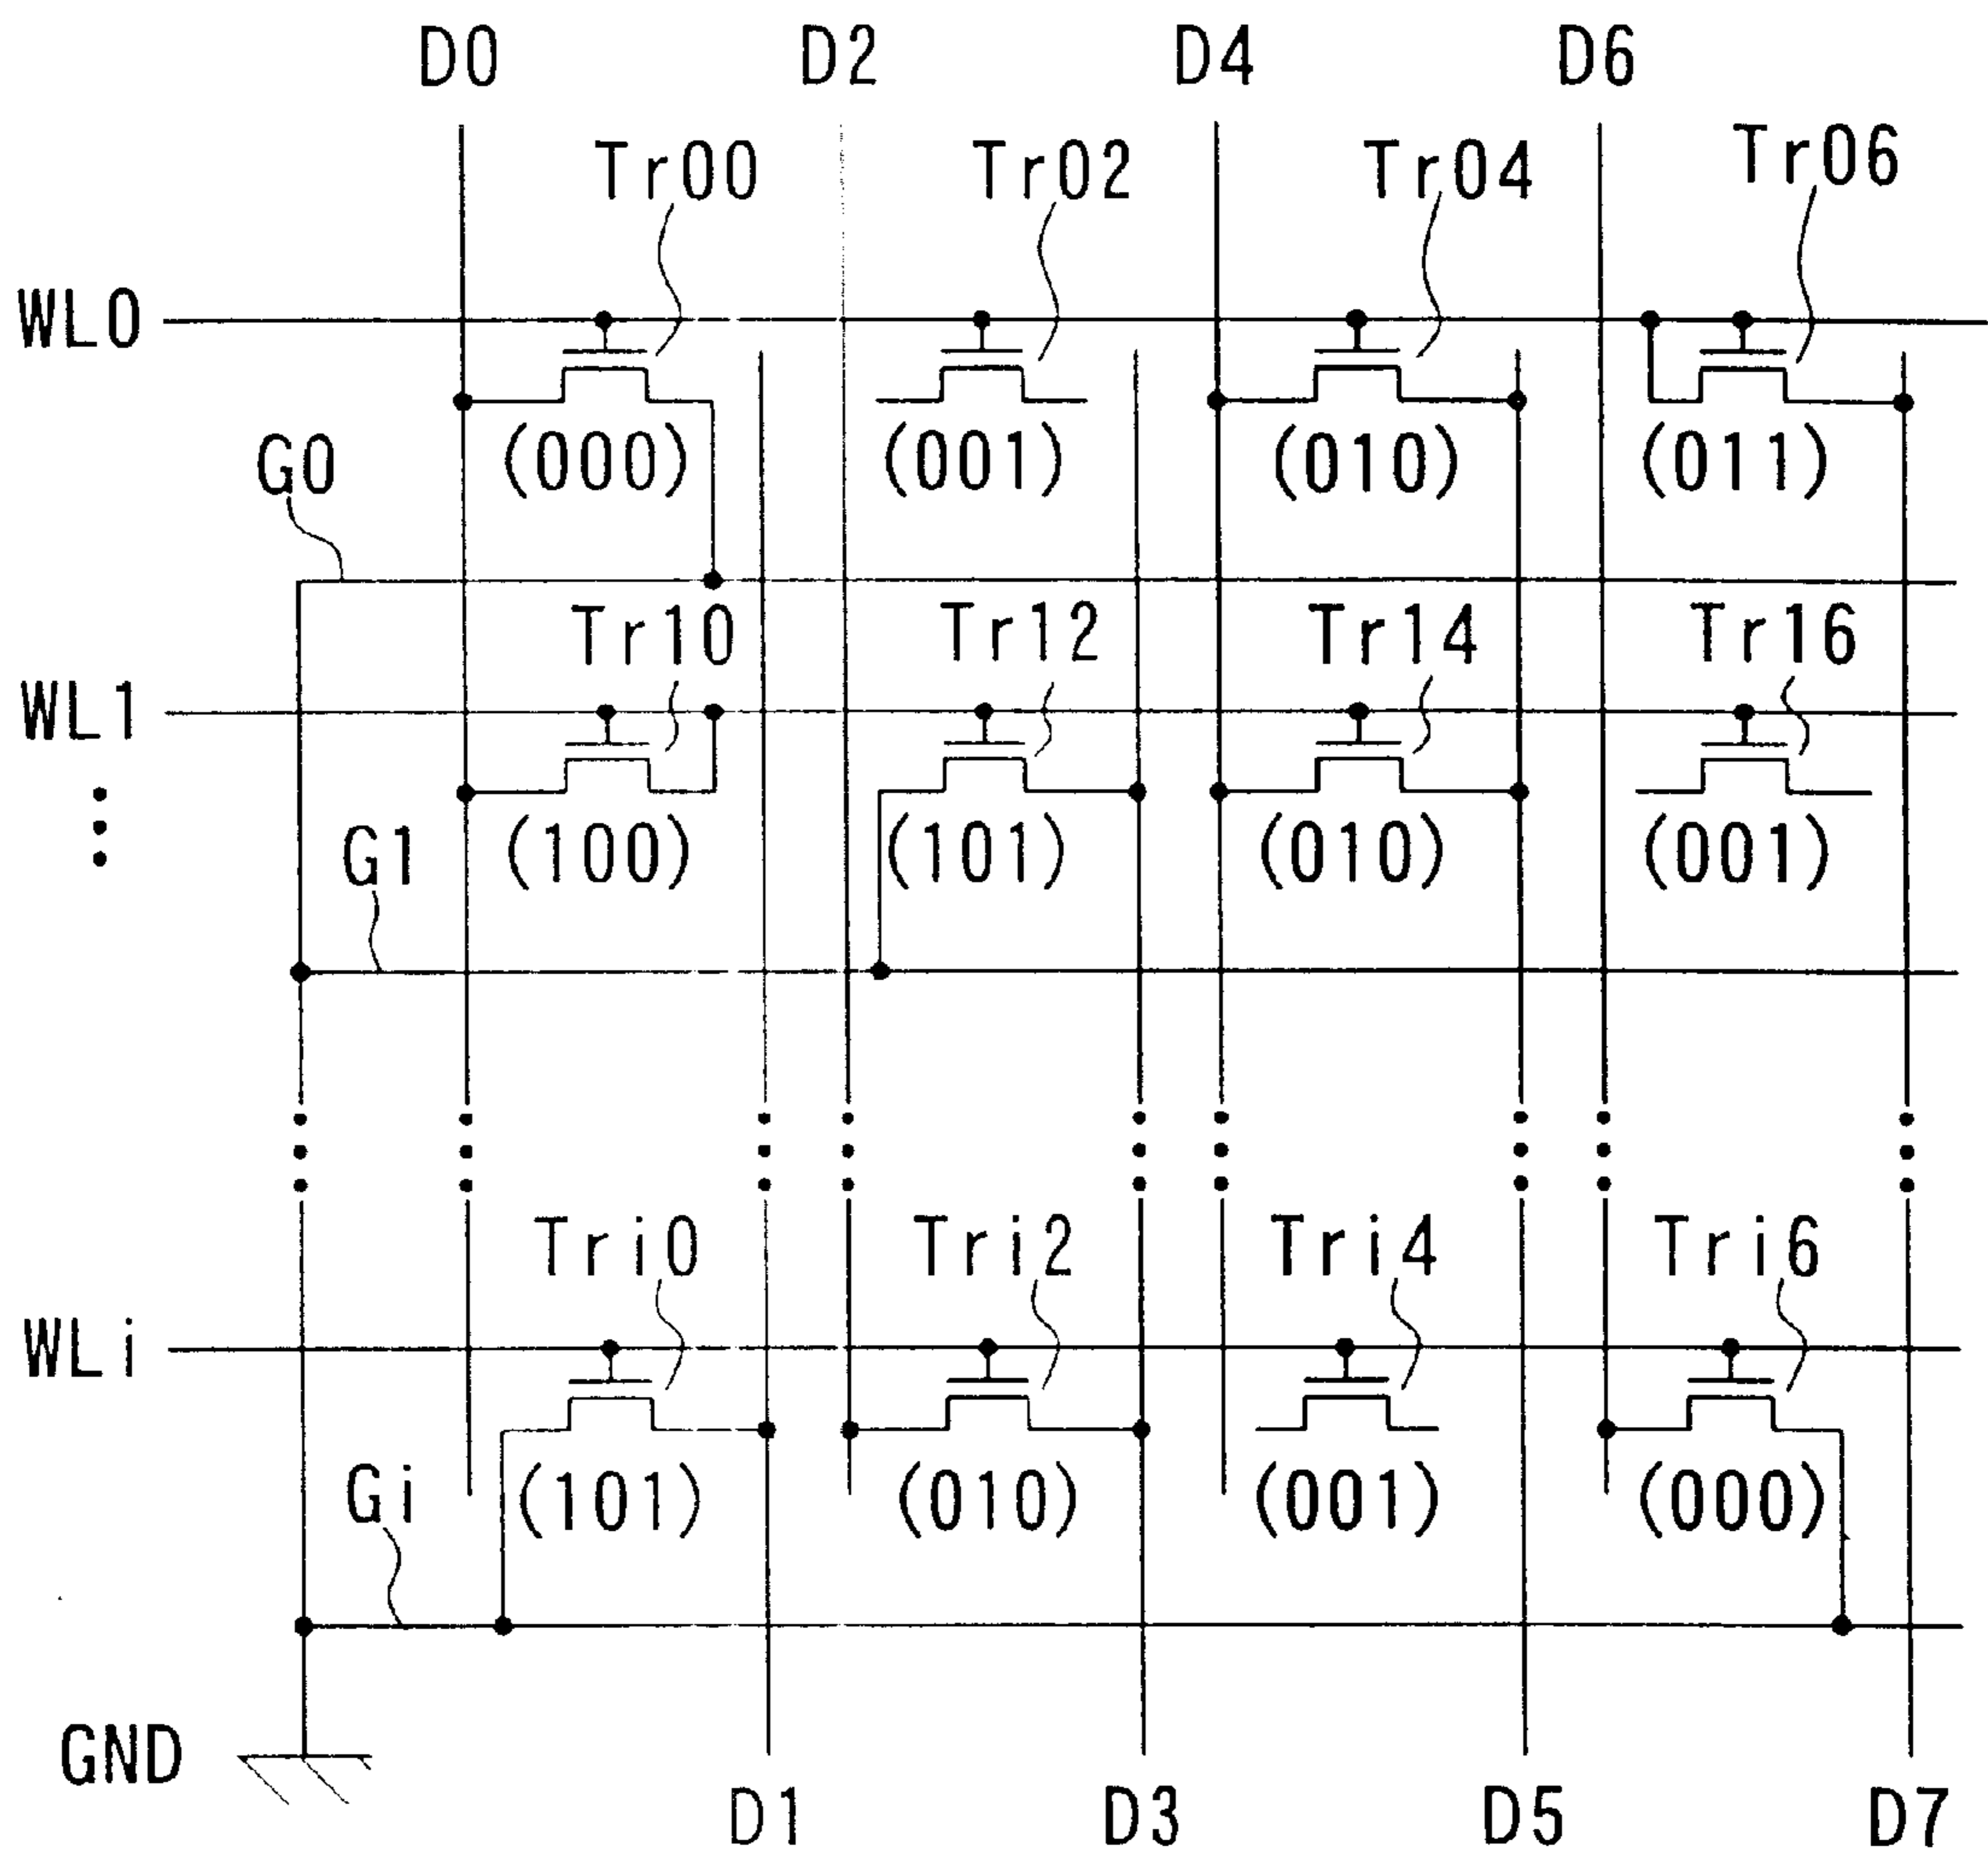 D0 D2 D4 D6
Tr00 Tr02 Tr04 Tr06
WL0
(000) (001) (010) (011)
G0
Tr10 Tr12 Tr14 Tr16
WL1
(100) (101) (010) (001)
G1
Tri0 Tri2 Tri4 Tri6
WLi
(101) (010) (001) (000)
Gi
GND
D1 D3 D5 D7